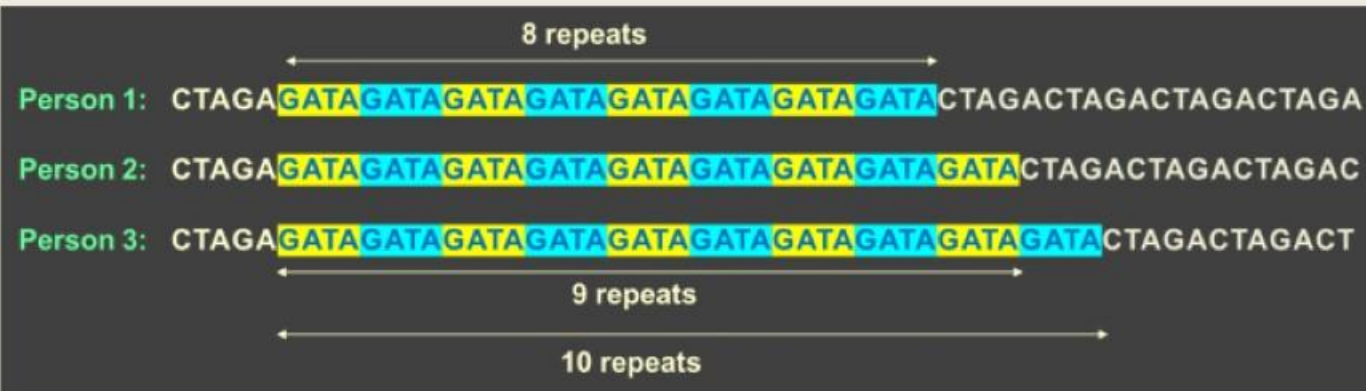 8 repeats
Person 1: CTAGAGATAGATAGATAGATAGATAGATAGATAGATACTAGACTAGACTAGACTAGA
Person 2: CTAGAGATAGATAGATAGATAGATAGATAGATAGATAGATACTAGACTAGACTAGAC
Person 3: CTAGAGATAGATAGATAGATAGATAGATAGATAGATAGATAGATACTAGACTAGACT
9 repeats
10 repeats